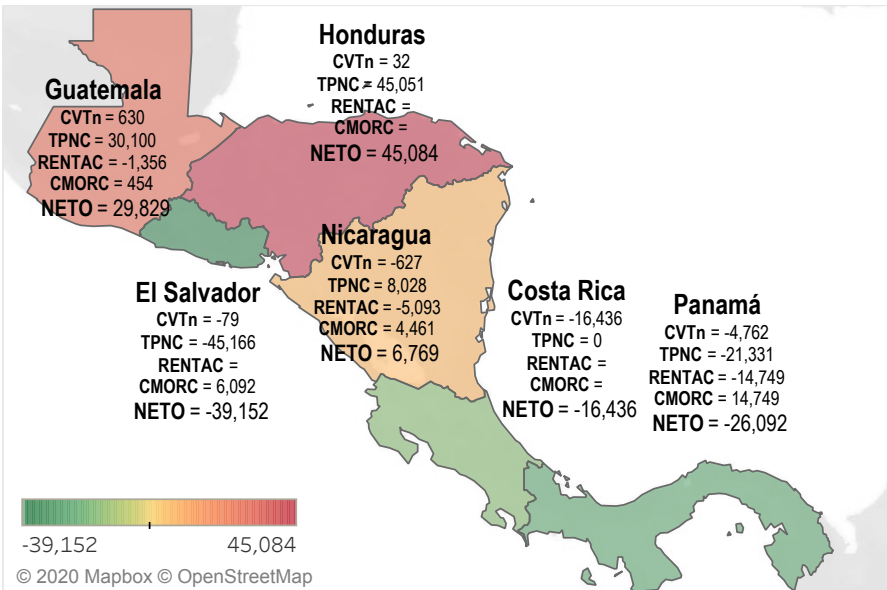 Honduras
CVTn = 32
TPNC = 45,051
RENTAC =
CMORC =
NETO = 45,084
Guatemala
CVTn = 630
TPNC = 30,100
RENTAC = -1,356
CMORC = 454
NETO = 29,829
Nicaragua
CVTn = -627
TPNC = 8,028
RENTAC = -5,093
CMORC = 4,461
NETO = 6,769
El Salvador
CVTn = -79
TPNC = -45,166
RENTAC =
CMORC = 6,092
NETO = -39,152
Costa Rica
CVTn = -16,436
TPNC = 0
RENTAC =
CMORC =
NETO = -16,436
Panamá
CVTn = -4,762
TPNC = -21,331
RENTAC = -14,749
CMORC = 14,749
NETO = -26,092
-39,152 45,084
© 2020 Mapbox © OpenStreetMap